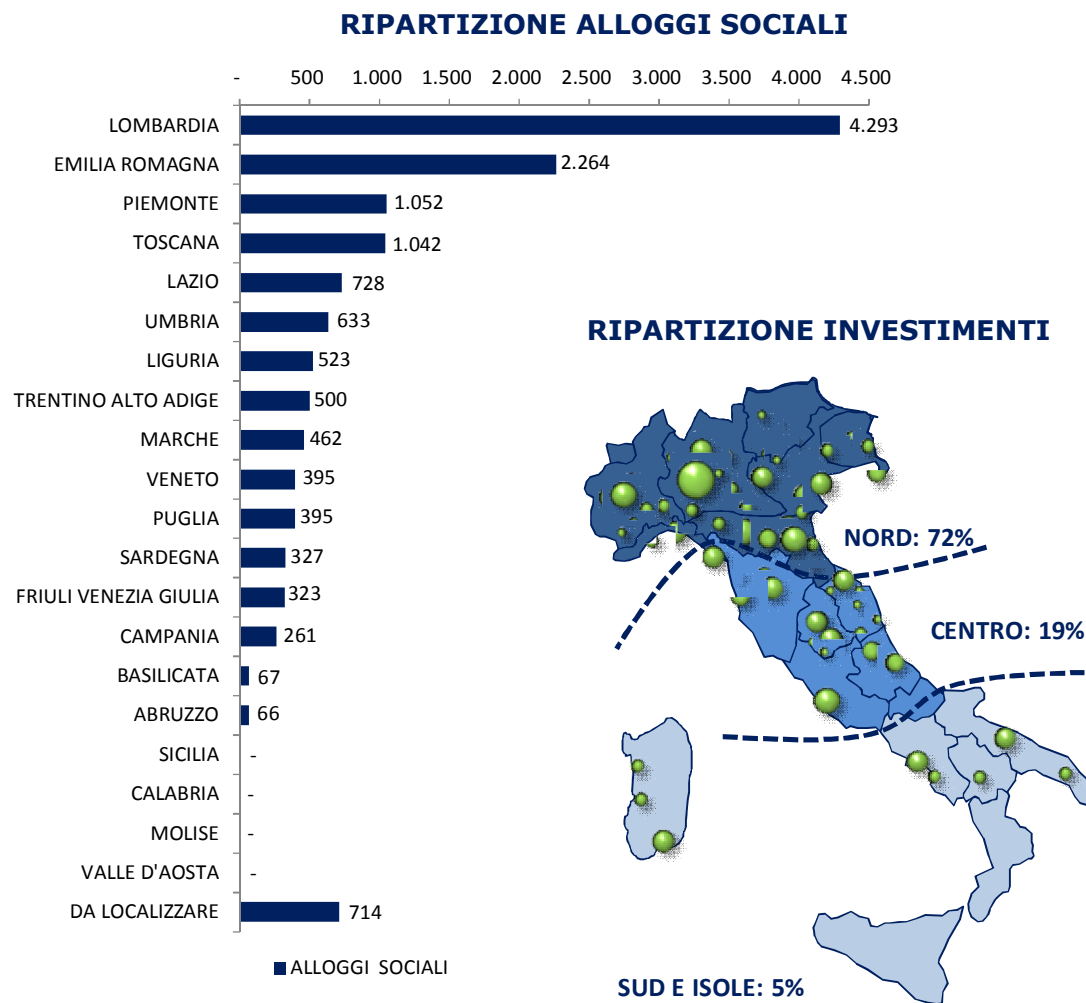 RIPARTIZIONE ALLOGGI SOCIALI
- 500 1.000 1.500 2.000 2.500 3.000 3.500 4.000 4.500
LOMBARDIA 4.293
EMILIA ROMAGNA 2.264
PIEMONTE 1.052
TOSCANA 1.042
LAZIO 728
UMBRIA 633
LIGURIA 523
TRENTINO ALTO ADIGE 500
MARCHE 462
VENETO 395
PUGLIA 395
SARDEGNA 327
FRIULI VENEZIA GIULIA 323
CAMPANIA 261
BASILICATA 67
ABRUZZO 66
SICILIA -
CALABRIA -
MOLISE -
VALLE D'AOSTA -
DA LOCALIZZARE 714
ALLOGGI SOCIALI
RIPARTIZIONE INVESTIMENTI
NORD: 72%
CENTRO: 19%
SUD E ISOLE: 5%